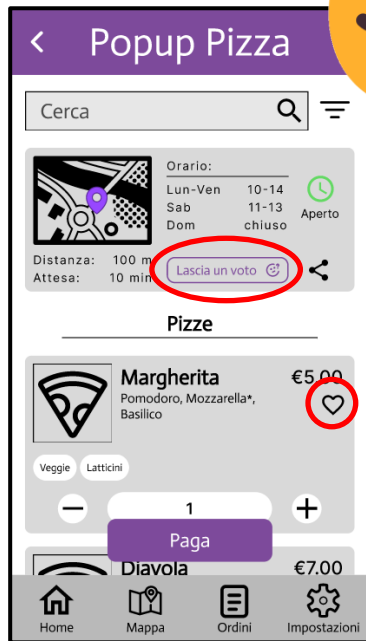 Popup Pizza
Cerca
Orario:
Lun-Ven 10-14
Sab 11-13
Dom chiuso
Aperto
Distanza: 100 m
Attesa: 10 min
Lascia un voto
Pizze
Margherita €5.00
Pomodoro, Mozzarella*,
Basilico
Veggie Latticini
1
Paga
Diavola €7.00
Home Mappa Ordini Impostazioni